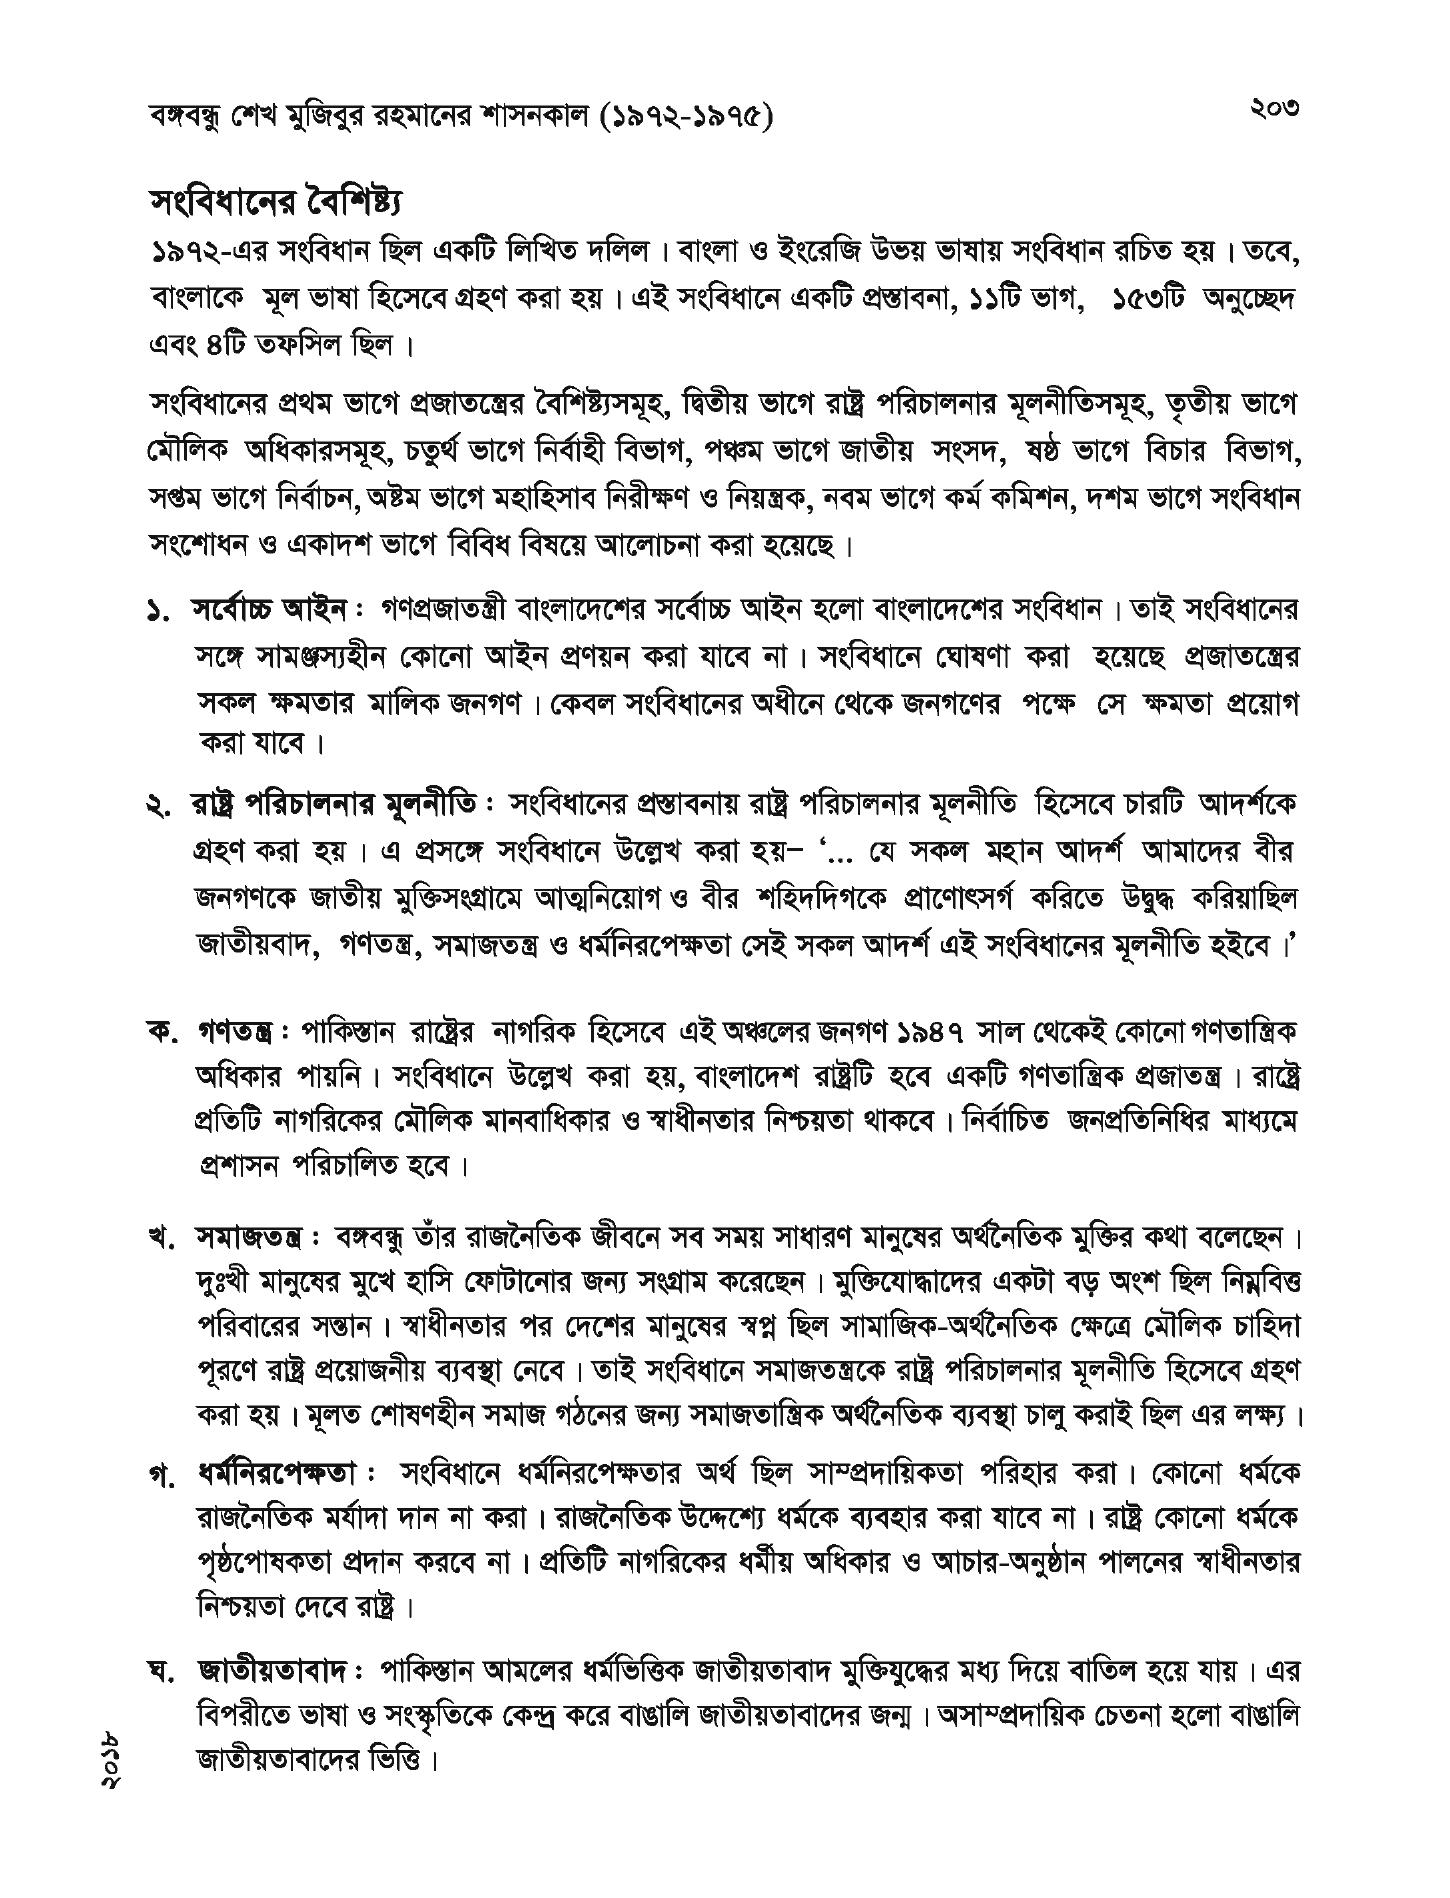 বঙ্গবন্ধু শেখ মুজিবুর রহমানের শাসনকাল (১৯৭২-১৯৭৫)
২০৩
সংবিধানের বৈশিষ্ট্য
১৯৭২-এর সংবিধান ছিল একটি লিখিত দলিল। বাংলা ও ইংরেজি উভয় ভাষায় সংবিধান রচিত হয়। তবে,
বাংলাকে মূল ভাষা হিসেবে গ্রহণ করা হয়। এই সংবিধানে একটি প্রস্তাবনা, ১১টি ভাগ, ১৫৩টি অনুচ্ছেদ
এবং ৪টি তফসিল ছিল।
সংবিধানের প্রথম ভাগে প্রজাতন্ত্রের বৈশিষ্ট্যসমূহ, দ্বিতীয় ভাগে রাষ্ট্র পরিচালনার মূলনীতিসমূহ, তৃতীয় ভাগে
মৌলিক অধিকারসমূহ, চতুর্থ ভাগে নির্বাহী বিভাগ, পঞ্চম ভাগে জাতীয় সংসদ, ষষ্ঠ ভাগে বিচার বিভাগ,
সপ্তম ভাগে নির্বাচন, অষ্টম ভাগে মহাহিসাব নিরীক্ষণ ও নিয়ন্ত্রক, নবম ভাগে কর্ম কমিশন, দশম ভাগে সংবিধান
সংশোধন ও একাদশ ভাগে বিবিধ বিষয়ে আলোচনা করা হয়েছে।
১. সর্বোচ্চ আইন : গণপ্রজাতন্ত্রী বাংলাদেশের সর্বোচ্চ আইন হলো বাংলাদেশের সংবিধান। তাই সংবিধানের
সঙ্গে সামঞ্জস্যহীন কোনো আইন প্রণয়ন করা যাবে না। সংবিধানে ঘোষণা করা হয়েছে প্রজাতন্ত্রের
সকল ক্ষমতার মালিক জনগণ। কেবল সংবিধানের অধীনে থেকে জনগণের পক্ষে সে ক্ষমতা প্রয়োগ
করা যাবে।
২. রাষ্ট্র পরিচালনার মূলনীতি : সংবিধানের প্রস্তাবনায় রাষ্ট্র পরিচালনার মূলনীতি হিসেবে চারটি আদর্শকে
গ্রহণ করা হয়। এ প্রসঙ্গে সংবিধানে উল্লেখ করা হয়– ‘... যে সকল মহান আদর্শ আমাদের বীর
জনগণকে জাতীয় মুক্তিসংগ্রামে আত্মনিয়োগ ও বীর শহিদদিগকে প্রাণোৎসর্গ করিতে উদ্বুদ্ধ করিয়াছিল
জাতীয়বাদ, গণতন্ত্র, সমাজতন্ত্র ও ধর্মনিরপেক্ষতা সেই সকল আদর্শ এই সংবিধানের মূলনীতি হইবে।’
ক. গণতন্ত্র : পাকিস্তান রাষ্ট্রের নাগরিক হিসেবে এই অঞ্চলের জনগণ ১৯৪৭ সাল থেকেই কোনো গণতান্ত্রিক
অধিকার পায়নি। সংবিধানে উল্লেখ করা হয়, বাংলাদেশ রাষ্ট্রটি হবে একটি গণতান্ত্রিক প্রজাতন্ত্র। রাষ্ট্রে
প্রতিটি নাগরিকের মৌলিক মানবাধিকার ও স্বাধীনতার নিশ্চয়তা থাকবে। নির্বাচিত জনপ্রতিনিধির মাধ্যমে
প্রশাসন পরিচালিত হবে।
খ. সমাজতন্ত্র : বঙ্গবন্ধু তাঁর রাজনৈতিক জীবনে সব সময় সাধারণ মানুষের অর্থনৈতিক মুক্তির কথা বলেছেন।
দুঃখী মানুষের মুখে হাসি ফোটানোর জন্য সংগ্রাম করেছেন। মুক্তিযোদ্ধাদের একটা বড় অংশ ছিল নিম্নবিত্ত
পরিবারের সন্তান। স্বাধীনতার পর দেশের মানুষের স্বপ্ন ছিল সামাজিক-অর্থনৈতিক ক্ষেত্রে মৌলিক চাহিদা
পূরণে রাষ্ট্র প্রয়োজনীয় ব্যবস্থা নেবে। তাই সংবিধানে সমাজতন্ত্রকে রাষ্ট্র পরিচালনার মূলনীতি হিসেবে গ্রহণ
করা হয়। মূলত শোষণহীন সমাজ গঠনের জন্য সমাজতান্ত্রিক অর্থনৈতিক ব্যবস্থা চালু করাই ছিল এর লক্ষ্য।
গ. ধর্মনিরপেক্ষতা : সংবিধানে ধর্মনিরপেক্ষতার অর্থ ছিল সাম্প্রদায়িকতা পরিহার করা। কোনো ধর্মকে
রাজনৈতিক মর্যাদা দান না করা। রাজনৈতিক উদ্দেশ্যে ধর্মকে ব্যবহার করা যাবে না। রাষ্ট্র কোনো ধর্মকে
পৃষ্ঠপোষকতা প্রদান করবে না। প্রতিটি নাগরিকের ধর্মীয় অধিকার ও আচার-অনুষ্ঠান পালনের স্বাধীনতার
নিশ্চয়তা দেবে রাষ্ট্র।
ঘ. জাতীয়তাবাদ : পাকিস্তান আমলের ধর্মভিত্তিক জাতীয়তাবাদ মুক্তিযুদ্ধের মধ্য দিয়ে বাতিল হয়ে যায়। এর
বিপরীতে ভাষা ও সংস্কৃতিকে কেন্দ্র করে বাঙালি জাতীয়তাবাদের জন্ম। অসাম্প্রদায়িক চেতনা হলো বাঙালি
জাতীয়তাবাদের ভিত্তি।
২০১৮